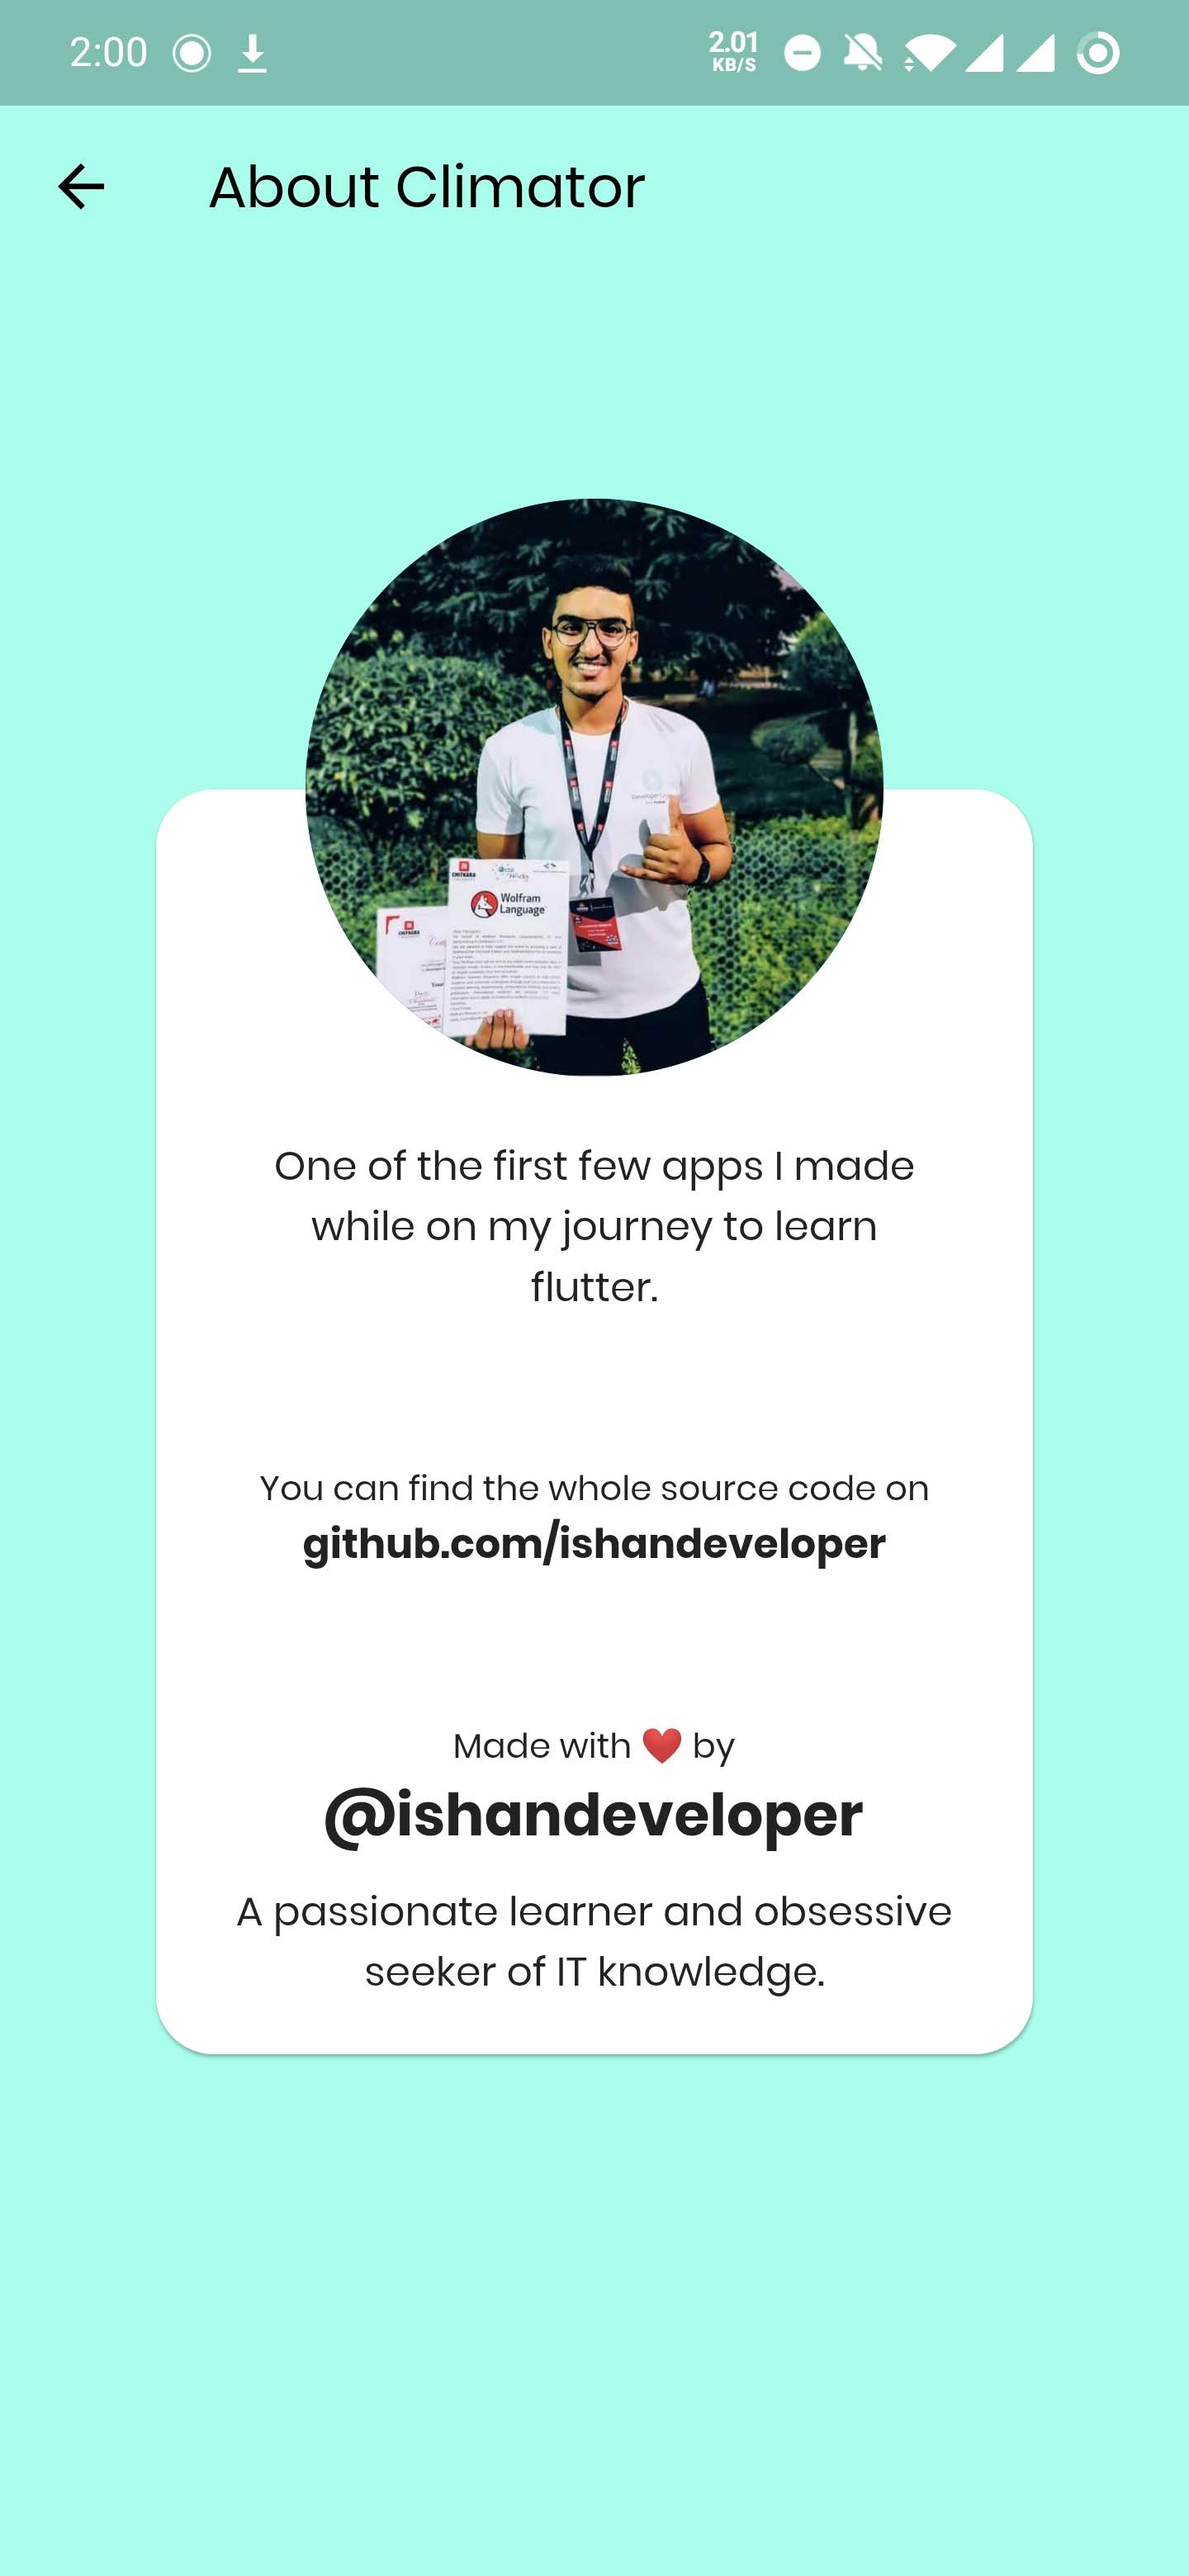 2:00
2.01
KB/S
About Climator
CHITKARA
Wolfram
Language
CHITKARA
One of the first few apps I made
while on my journey to learn
flutter.
You can find the whole source code on
github.com/ishandeveloper
Made with ❤️ by
@ishandeveloper
A passionate learner and obsessive
seeker of IT knowledge.